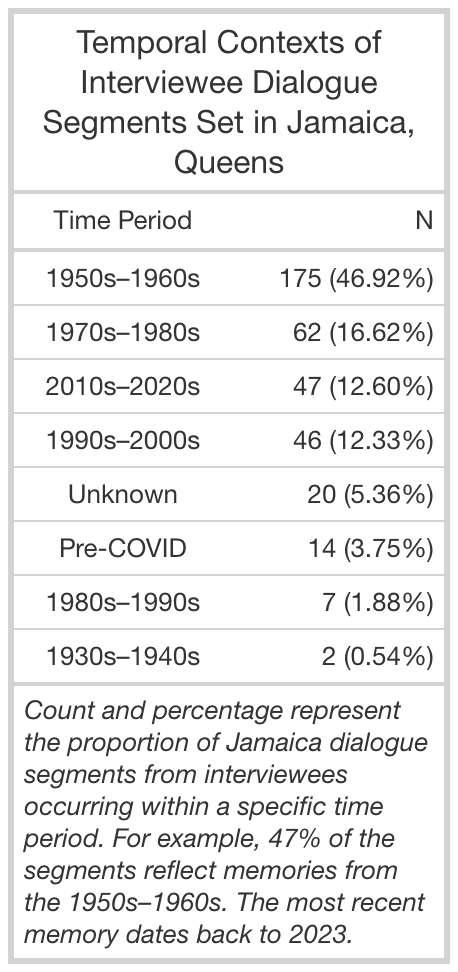 Temporal Contexts of
Interviewee Dialogue
Segments Set in Jamaica,
Queens
Time Period N
1950s–1960s 175 (46.92%)
1970s–1980s 62 (16.62%)
2010s–2020s 47 (12.60%)
1990s–2000s 46 (12.33%)
Unknown 20 (5.36%)
Pre-COVID 14 (3.75%)
1980s–1990s 7 (1.88%)
1930s–1940s 2 (0.54%)
Count and percentage represent
the proportion of Jamaica dialogue
segments from interviewees
occurring within a specific time
period. For example, 47% of the
segments reflect memories from
the 1950s–1960s. The most recent
memory dates back to 2023.